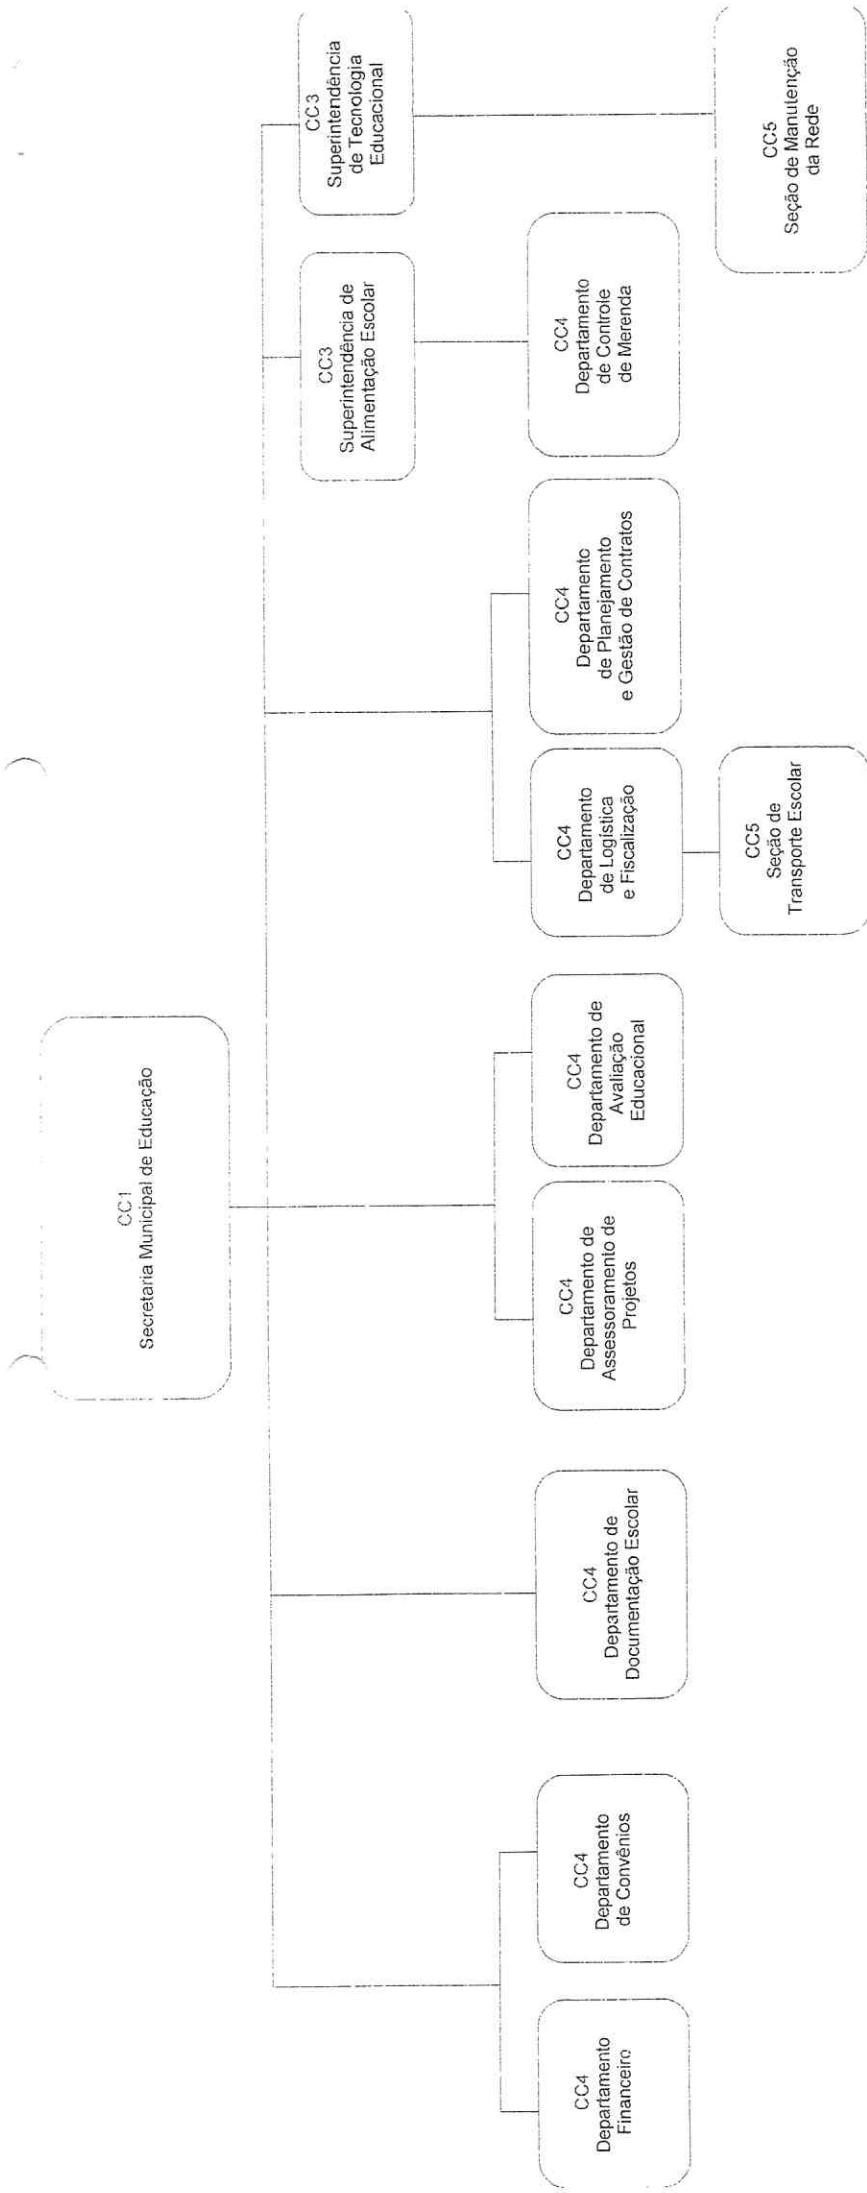 CC1
Secretaria Municipal de Educação
CC3
Superintendência de
Alimentação Escolar
CC3
Superintendência
de Tecnologia
Educacional
CC4
Departamento
Financeiro
CC4
Departamento
de Convênios
CC4
Departamento de
Documentação Escolar
CC4
Departamento de
Assessoramento de
Projetos
CC4
Departamento de
Avaliação
Educacional
CC4
Departamento
de Logística
e Fiscalização
CC4
Departamento
de Planejamento
e Gestão de Contratos
CC4
Departamento
de Controle
de Merenda
CC5
Seção de
Transporte Escolar
CC5
Seção de Manutenção
da Rede